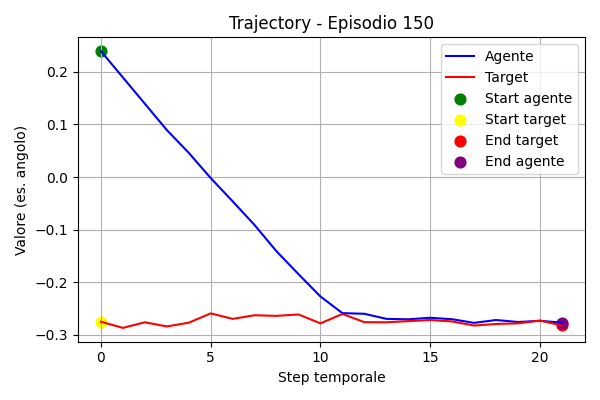 Trajectory - Episodio 150
Agente
Target
Start agente
Start target
End target
End agente
Valore (es. angolo)
0.2
0.1
0.0
−0.1
−0.2
−0.3
0
5
10
15
20
Step temporale